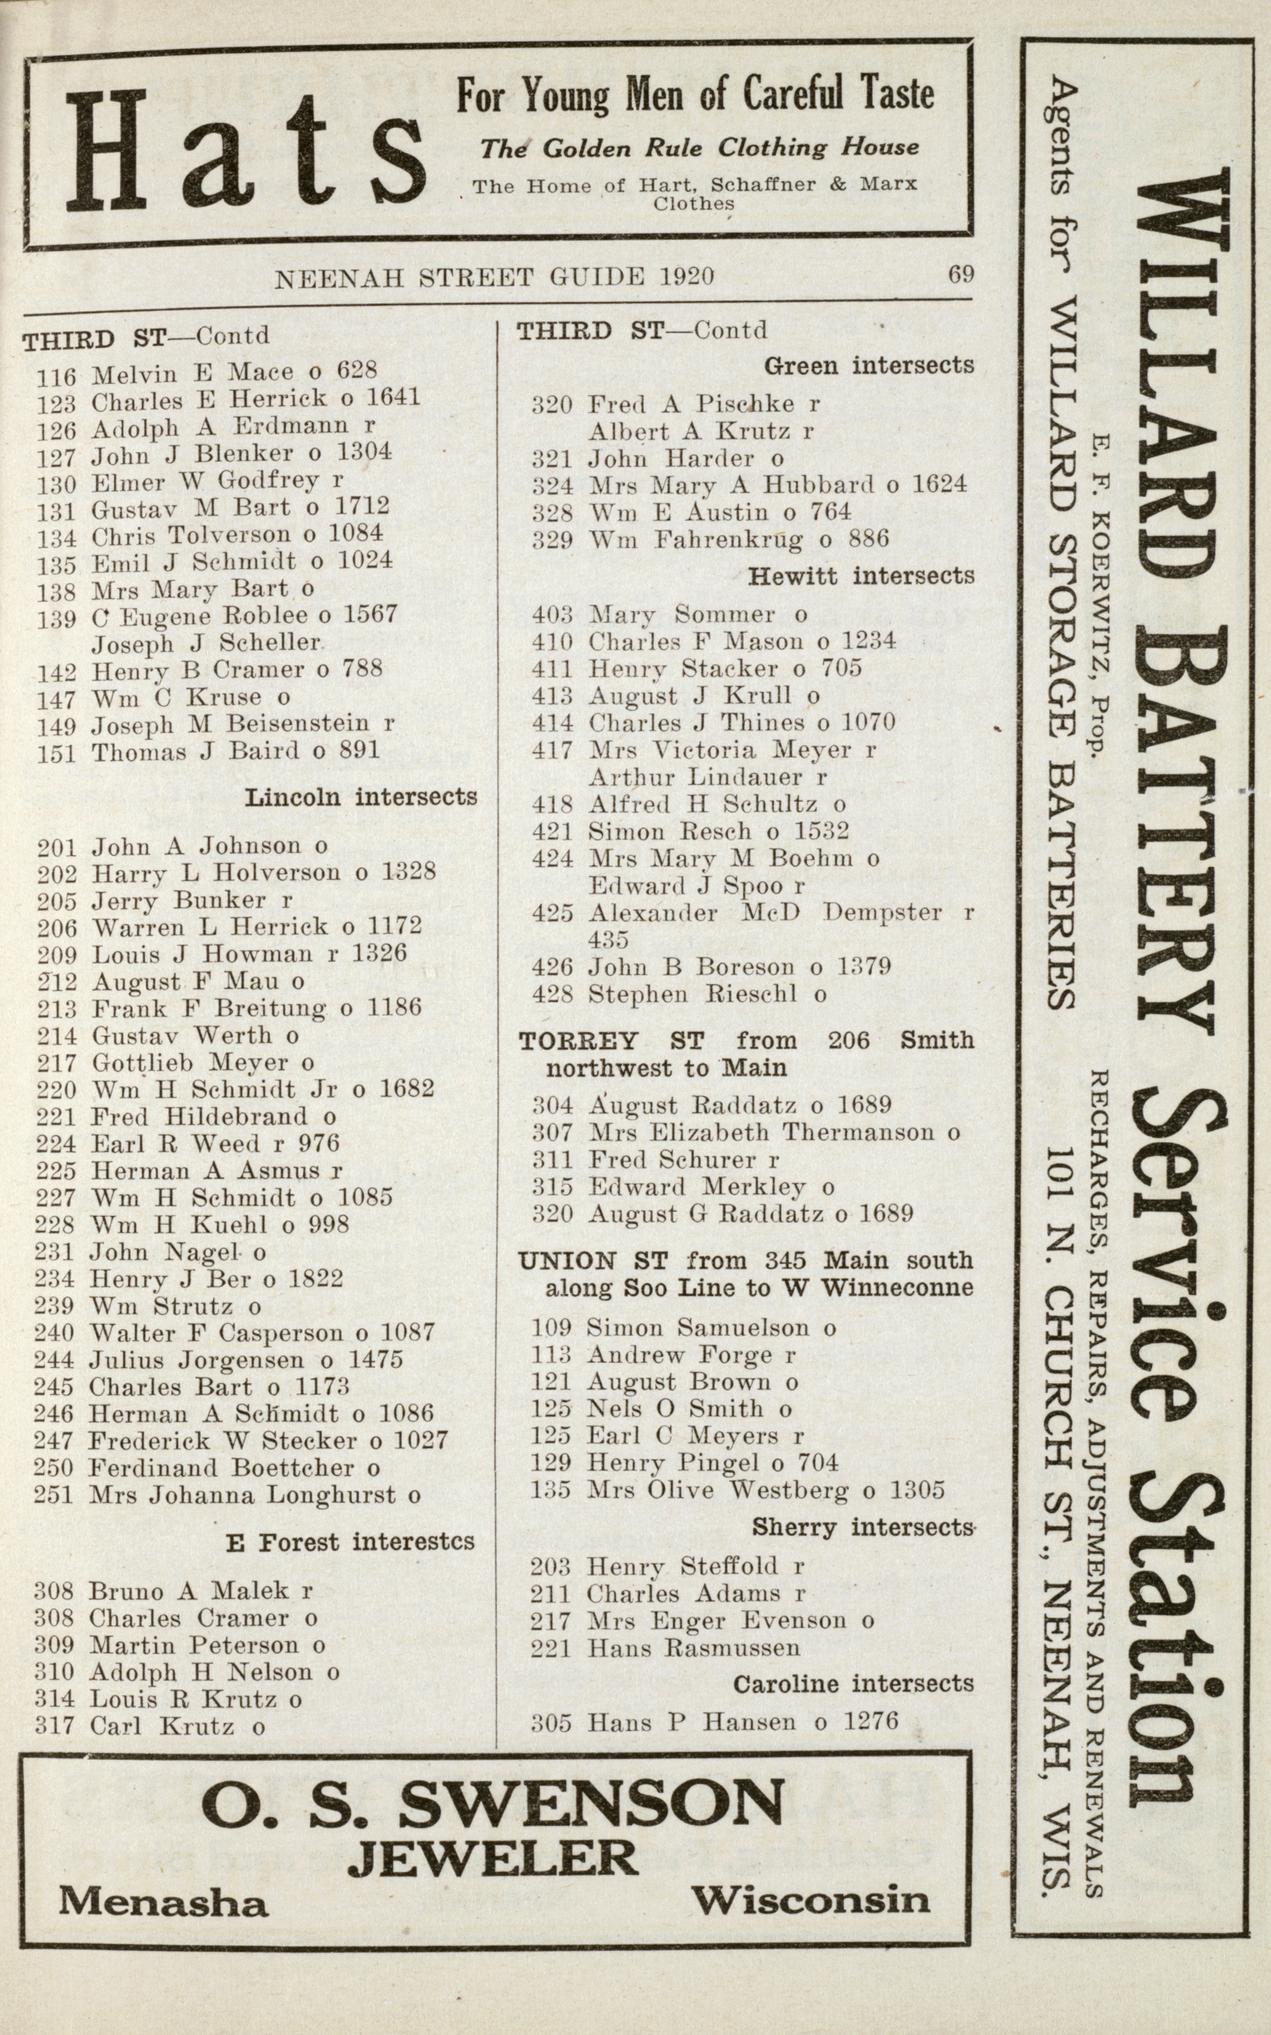 Hats
For Young Men of Careful Taste
The Golden Rule Clothing House
The Home of Hart, Schaffner & Marx
Clothes
NEENAH STREET GUIDE 1920 69
THIRD ST—Contd
116 Melvin E Mace o 628
123 Charles E Herrick o 1641
126 Adolph A Erdmann r
127 John J Blenker o 1304
130 Elmer W Godfrey r
131 Gustav M Bart o 1712
134 Chris Tolverson o 1084
135 Emil J Schmidt o 1024
138 Mrs Mary Bart o
139 C Eugene Roblee o 1567
Joseph J Scheller
142 Henry B Cramer o 788
147 Wm C Kruse o
149 Joseph M Beisenstein r
151 Thomas J Baird o 891
Lincoln intersects
201 John A Johnson o
202 Harry L Holverson o 1328
205 Jerry Bunker r
206 Warren L Herrick o 1172
209 Louis J Howman r 1326
212 August F Mau o
213 Frank F Breitung o 1186
214 Gustav Werth o
217 Gottlieb Meyer o
220 Wm H Schmidt Jr o 1682
221 Fred Hildebrand o
224 Earl R Weed r 976
225 Herman A Asmus r
227 Wm H Schmidt o 1085
228 Wm H Kuehl o 998
231 John Nagel o
234 Henry J Ber o 1822
239 Wm Strutz o
240 Walter F Casperson o 1087
244 Julius Jorgensen o 1475
245 Charles Bart o 1173
246 Herman A Schmidt o 1086
247 Frederick W Stecker o 1027
250 Ferdinand Boettcher o
251 Mrs Johanna Longhurst o
E Forest interestcs
308 Bruno A Malek r
308 Charles Cramer o
309 Martin Peterson o
310 Adolph H Nelson o
314 Louis R Krutz o
317 Carl Krutz o
THIRD ST—Contd
Green intersects
320 Fred A Pischke r
Albert A Krutz r
321 John Harder o
324 Mrs Mary A Hubbard o 1624
328 Wm E Austin o 764
329 Wm Fahrenkrug o 886
Hewitt intersects
403 Mary Sommer o
410 Charles F Mason o 1234
411 Henry Stacker o 705
413 August J Krull o
414 Charles J Thines o 1070
417 Mrs Victoria Meyer r
Arthur Lindauer r
418 Alfred H Schultz o
421 Simon Resch o 1532
424 Mrs Mary M Boehm o
Edward J Spoo r
425 Alexander McD Dempster r
435
426 John B Boreson o 1379
428 Stephen Rieschl o
TORREY ST from 206 Smith
northwest to Main
304 August Raddatz o 1689
307 Mrs Elizabeth Thermanson o
311 Fred Schurer r
315 Edward Merkley o
320 August G Raddatz o 1689
UNION ST from 345 Main south
along Soo Line to W Winneconne
109 Simon Samuelson o
113 Andrew Forge r
121 August Brown o
125 Nels O Smith o
125 Earl C Meyers r
129 Henry Pingel o 704
135 Mrs Olive Westberg o 1305
Sherry intersects
203 Henry Steffold r
211 Charles Adams r
217 Mrs Enger Evenson o
221 Hans Rasmussen
Caroline intersects
305 Hans P Hansen o 1276
O. S. SWENSON
JEWELER
Menasha Wisconsin
WILLARD BATTERY Service Station
E. F. KOERWITZ, Prop. RECHARGES, REPAIRS, ADJUSTMENTS AND RENEWALS
Agents for WILLARD STORAGE BATTERIES 101 N. CHURCH ST., NEENAH, WIS.